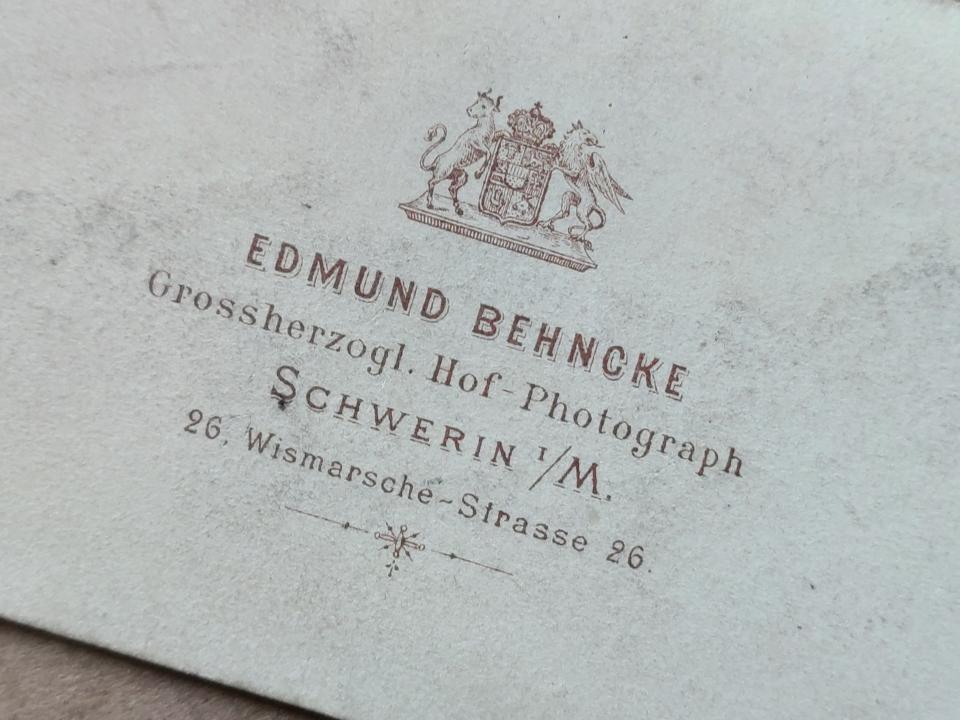 EDMUND BEHNCKE
Grossherzogl. Hof-Photograph
SCHWERIN I/M.
26, Wismarsche-Strasse 26.